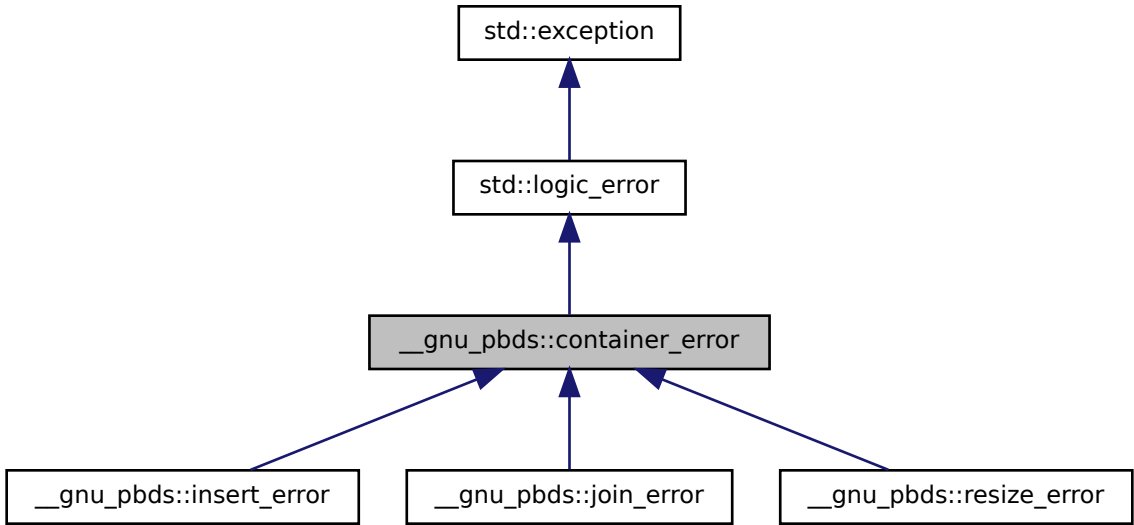 std::exception
std::logic_error
__gnu_pbds::container_error
__gnu_pbds::insert_error
__gnu_pbds::join_error
__gnu_pbds::resize_error